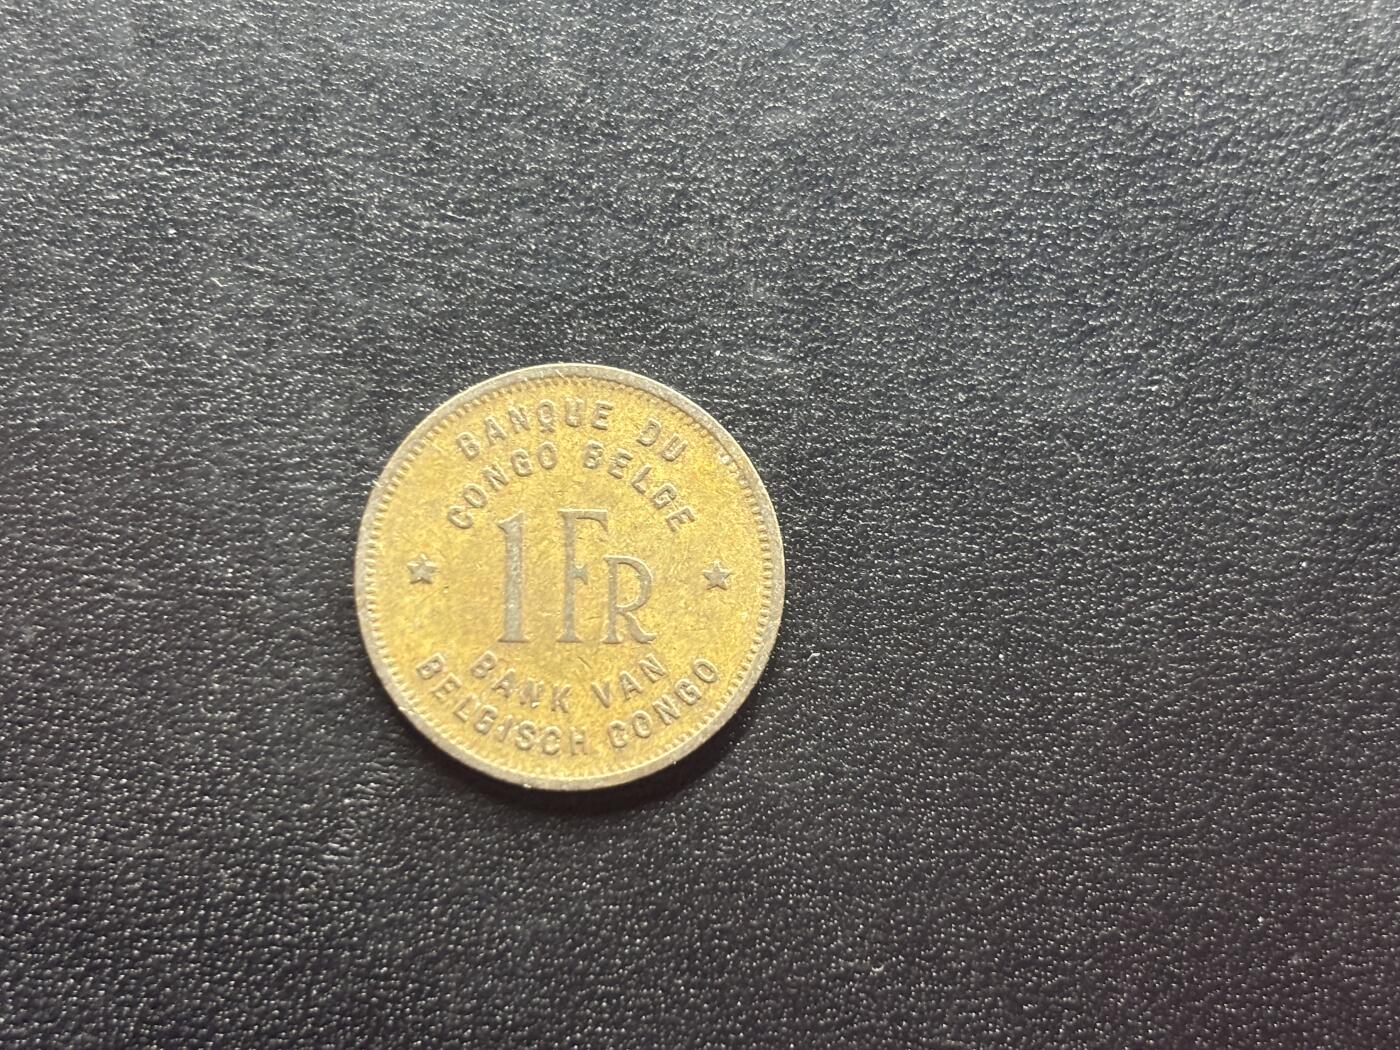 BANQUE DU
CONGO BELGE
1 FR
BANK VAN
BELGISCH CONGO